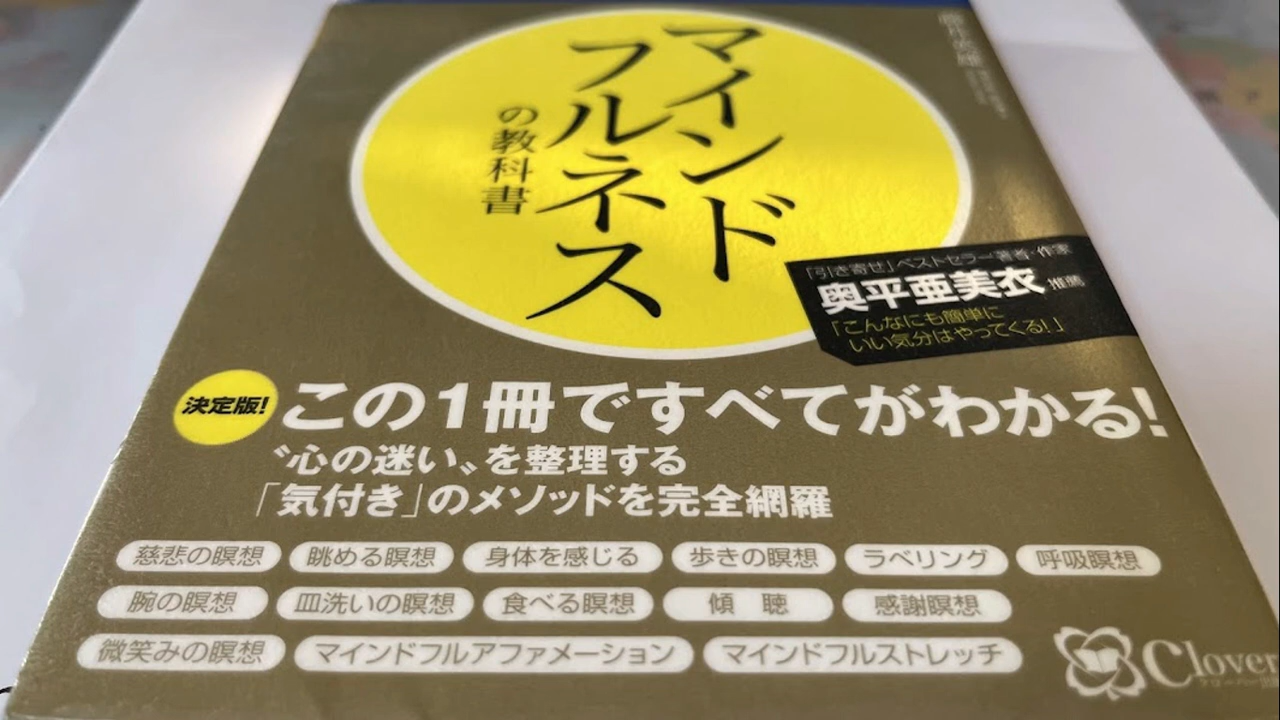 マインド
フルネス
の教科書
「引き寄せ」ベストセラー著者・作家
奥平亜美衣 推薦
「こんなにも簡単に
いい気分はやってくる!」
決定版!
この1冊ですべてがわかる!
〝心の迷い〟を整理する
「気付き」のメソッドを完全網羅
慈悲の瞑想 眺める瞑想 身体を感じる 歩きの瞑想 ラベリング 呼吸瞑想
腕の瞑想 皿洗いの瞑想 食べる瞑想 傾聴 感謝瞑想
微笑みの瞑想 マインドフルアファメーション マインドフルストレッチ
Clover